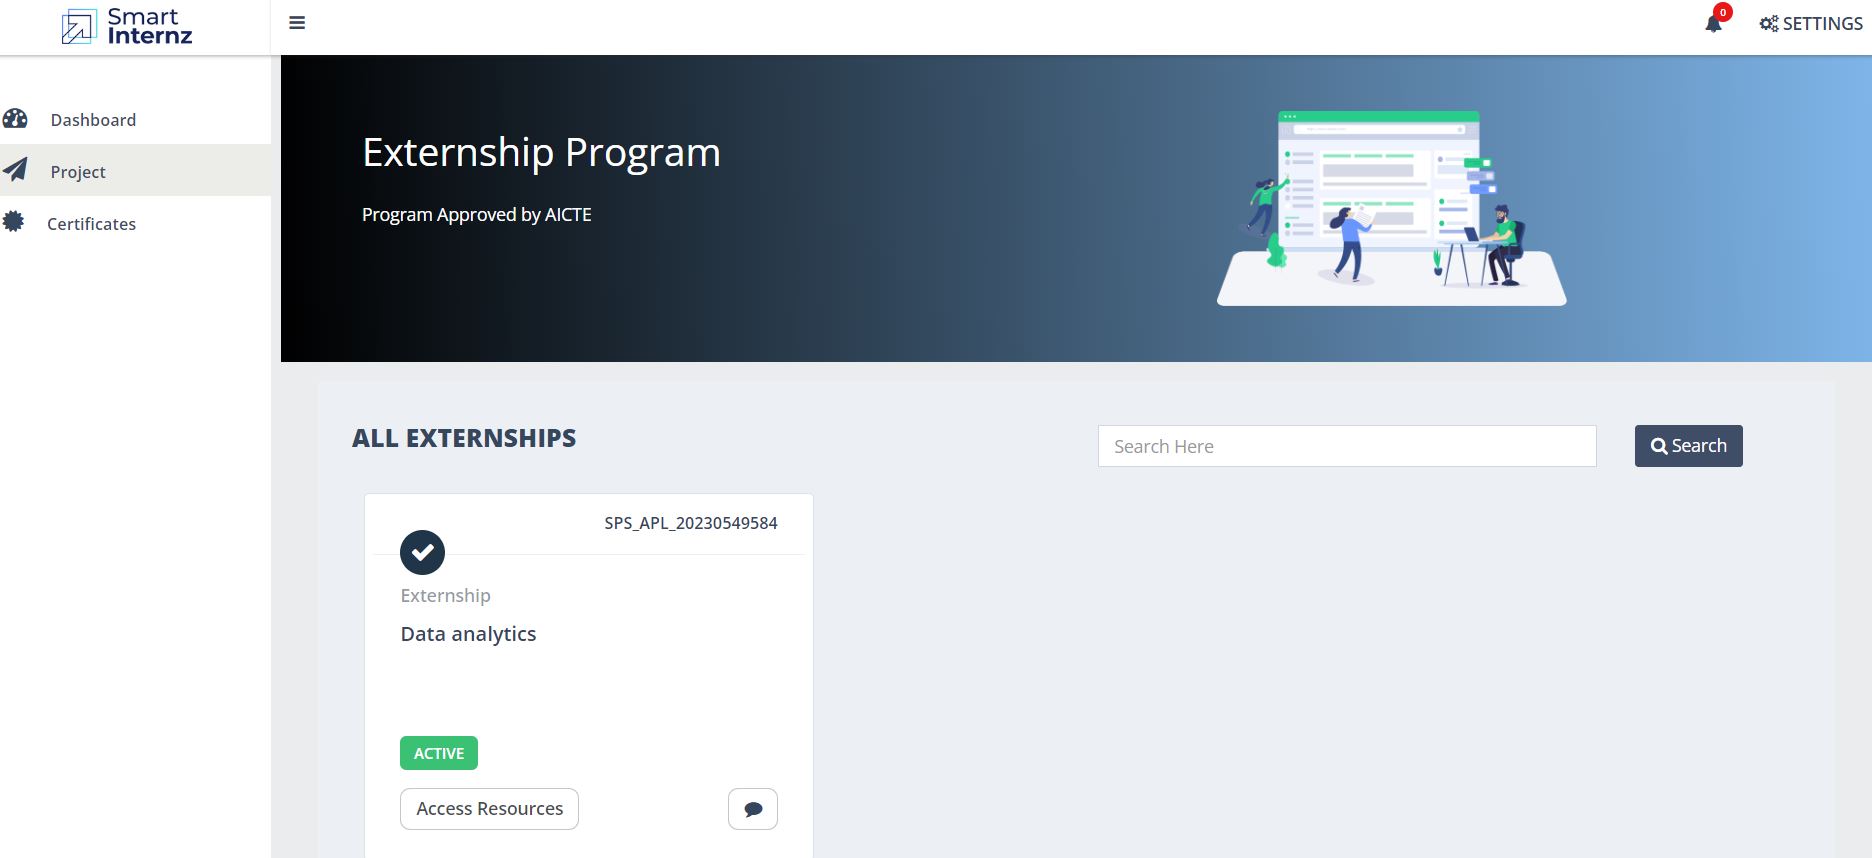 Smart
Internz
0
SETTINGS
Dashboard
Project
Certificates
Externship Program
Program Approved by AICTE
ALL EXTERNSHIPS
Search Here
Search
SPS_APL_20230549584
Externship
Data analytics
ACTIVE
Access Resources